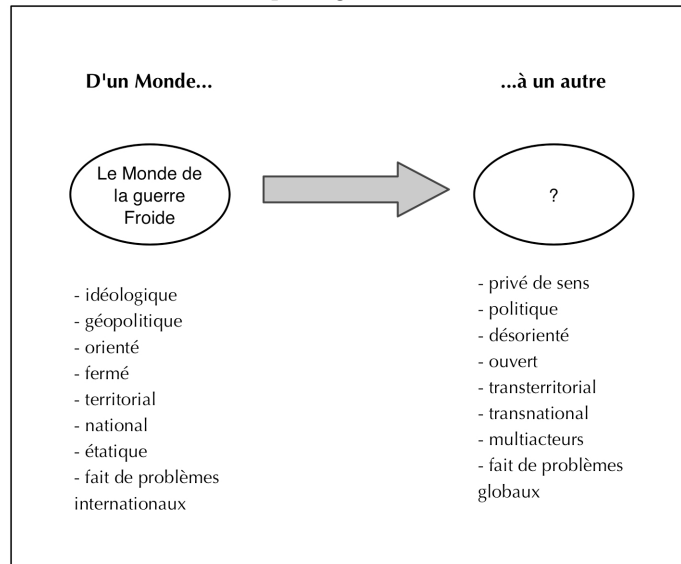 D'un Monde...
...à un autre
Le Monde de
la guerre
Froide
?
- idéologique
- géopolitique
- orienté
- fermé
- territorial
- national
- étatique
- fait de problèmes
internationaux
- privé de sens
- politique
- désorienté
- ouvert
- transterritorial
- transnational
- multiacteurs
- fait de problèmes
globaux